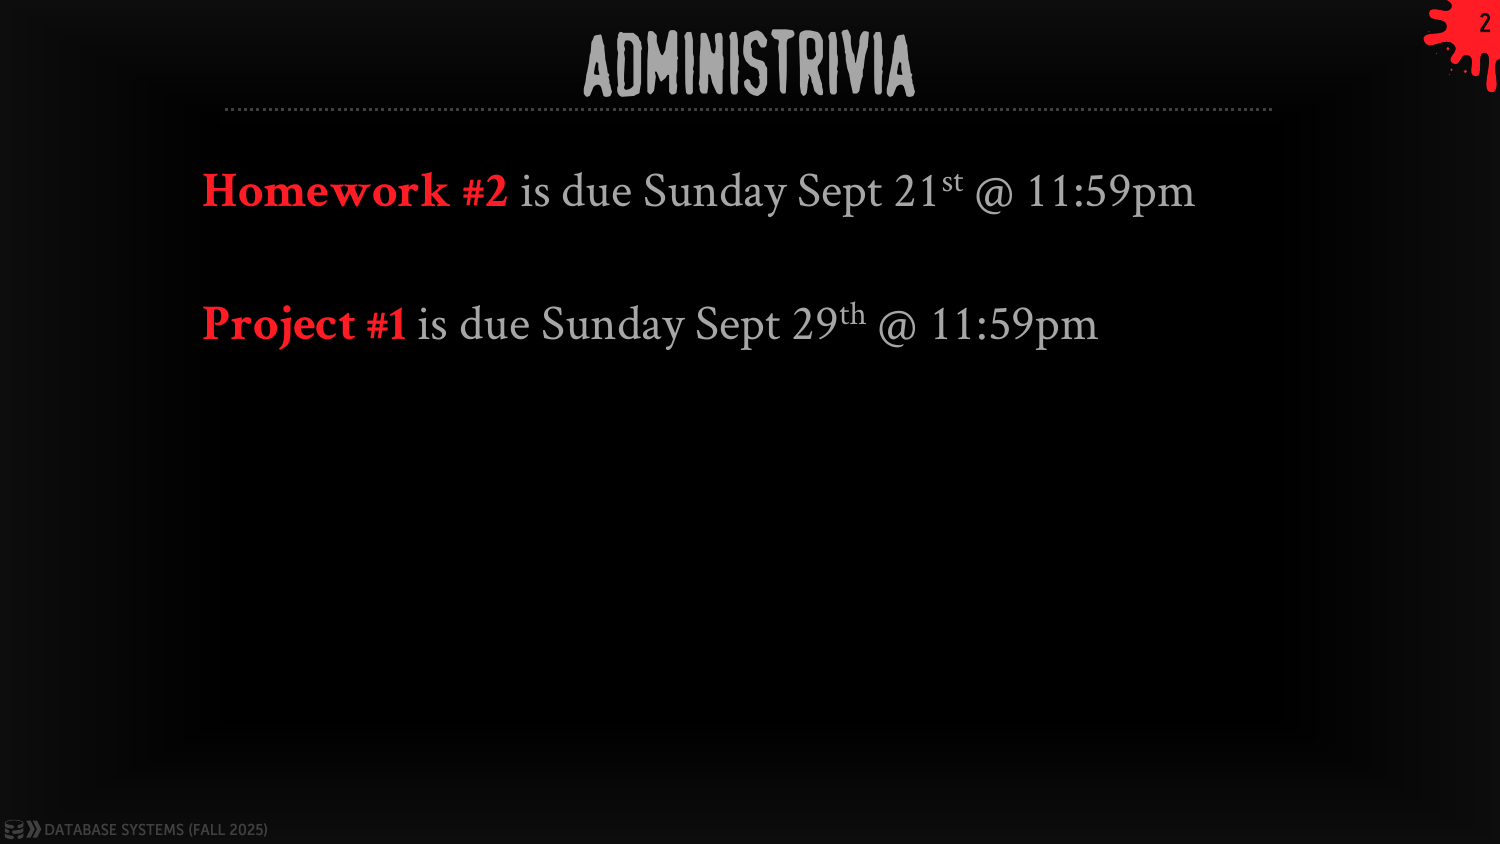 2
ADMINISTRIVIA
Homework #2 is due Sunday Sept 21st @ 11:59pm
Project #1 is due Sunday Sept 29th @ 11:59pm
DATABASE SYSTEMS (FALL 2025)